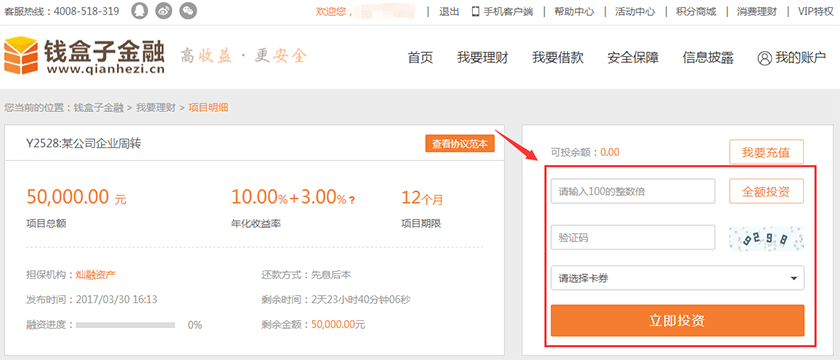 客服热线：4008-518-319
欢迎您， | 退出 手机客户端 | 帮助中心 | 活动中心 | 积分商城 | 消费理财 | VIP特权
钱盒子金融
www.qianhezi.cn
高收益·更安全
首页 我要理财 我要借款 安全保障 信息披露 我的账户
您当前的位置：钱盒子金融 > 我要理财 > 项目明细
Y2528:某公司企业周转 查看协议范本
50,000.00 元 10.00%+3.00% ? 12个月
项目总额 年化收益率 项目期限
担保机构：灿融资产 还款方式：先息后本
发布时间：2017/03/30 16:13 剩余时间：2天23小时40分钟06秒
融资进度： 0% 剩余金额：50,000.00元
可投余额：0.00 我要充值
请输入100的整数倍 全额投资
验证码 9298
请选择卡券
立即投资